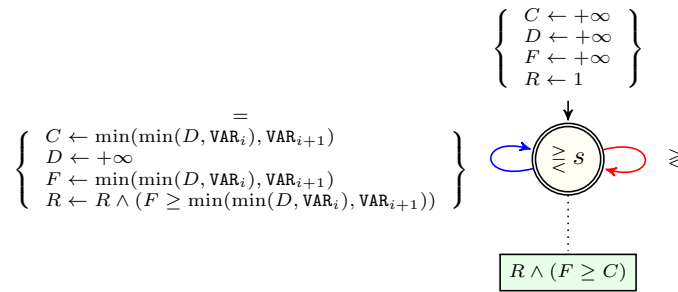 C ← +∞
D ← +∞
F ← +∞
R ← 1
=
C ← min(min(D, VAR_i), VAR_{i+1})
D ← +∞
F ← min(min(D, VAR_i), VAR_{i+1})
R ← R ∧ (F ≥ min(min(D, VAR_i), VAR_{i+1}))
⋛ s
≷
R ∧ (F ≥ C)